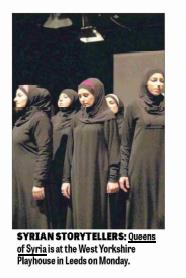 SYRIAN STORYTELLERS: Queens
of Syria is at the West Yorkshire
Playhouse in Leeds on Monday.